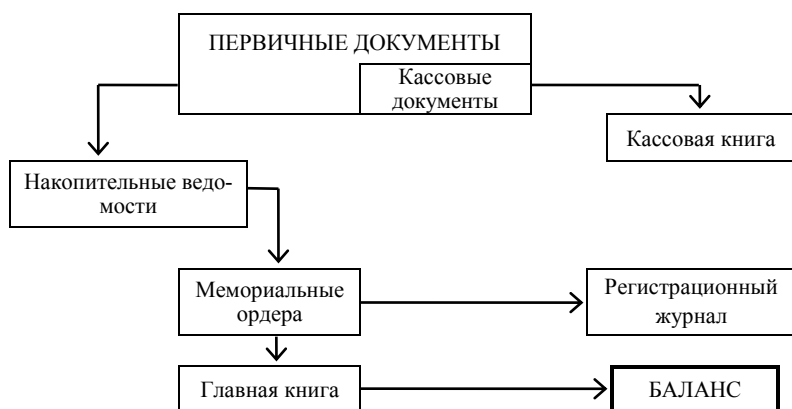 ПЕРВИЧНЫЕ ДОКУМЕНТЫ
Кассовые
документы
Кассовая книга
Накопительные ведо-
мости
Мемориальные
ордера
Регистрационный
журнал
Главная книга
БАЛАНС